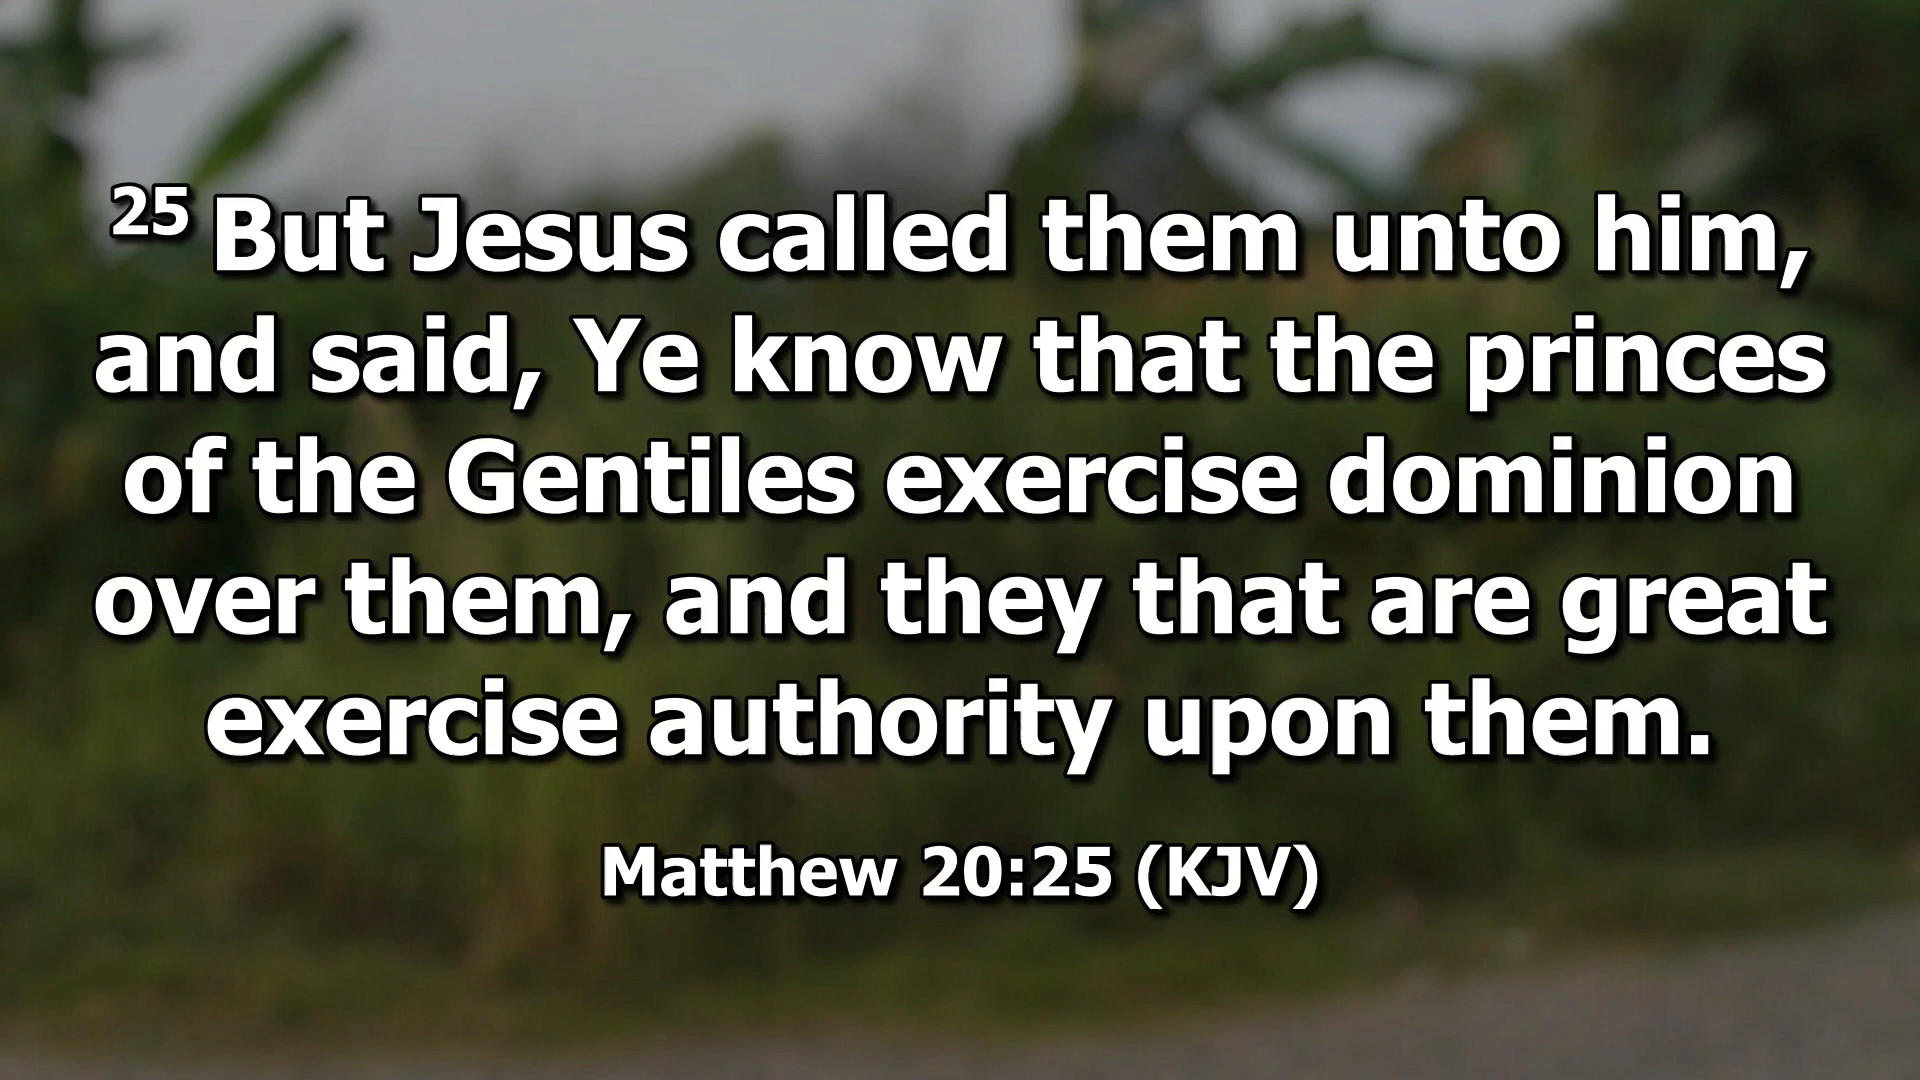 25 But Jesus called them unto him,
and said, Ye know that the princes
of the Gentiles exercise dominion
over them, and they that are great
exercise authority upon them.
Matthew 20:25 (KJV)